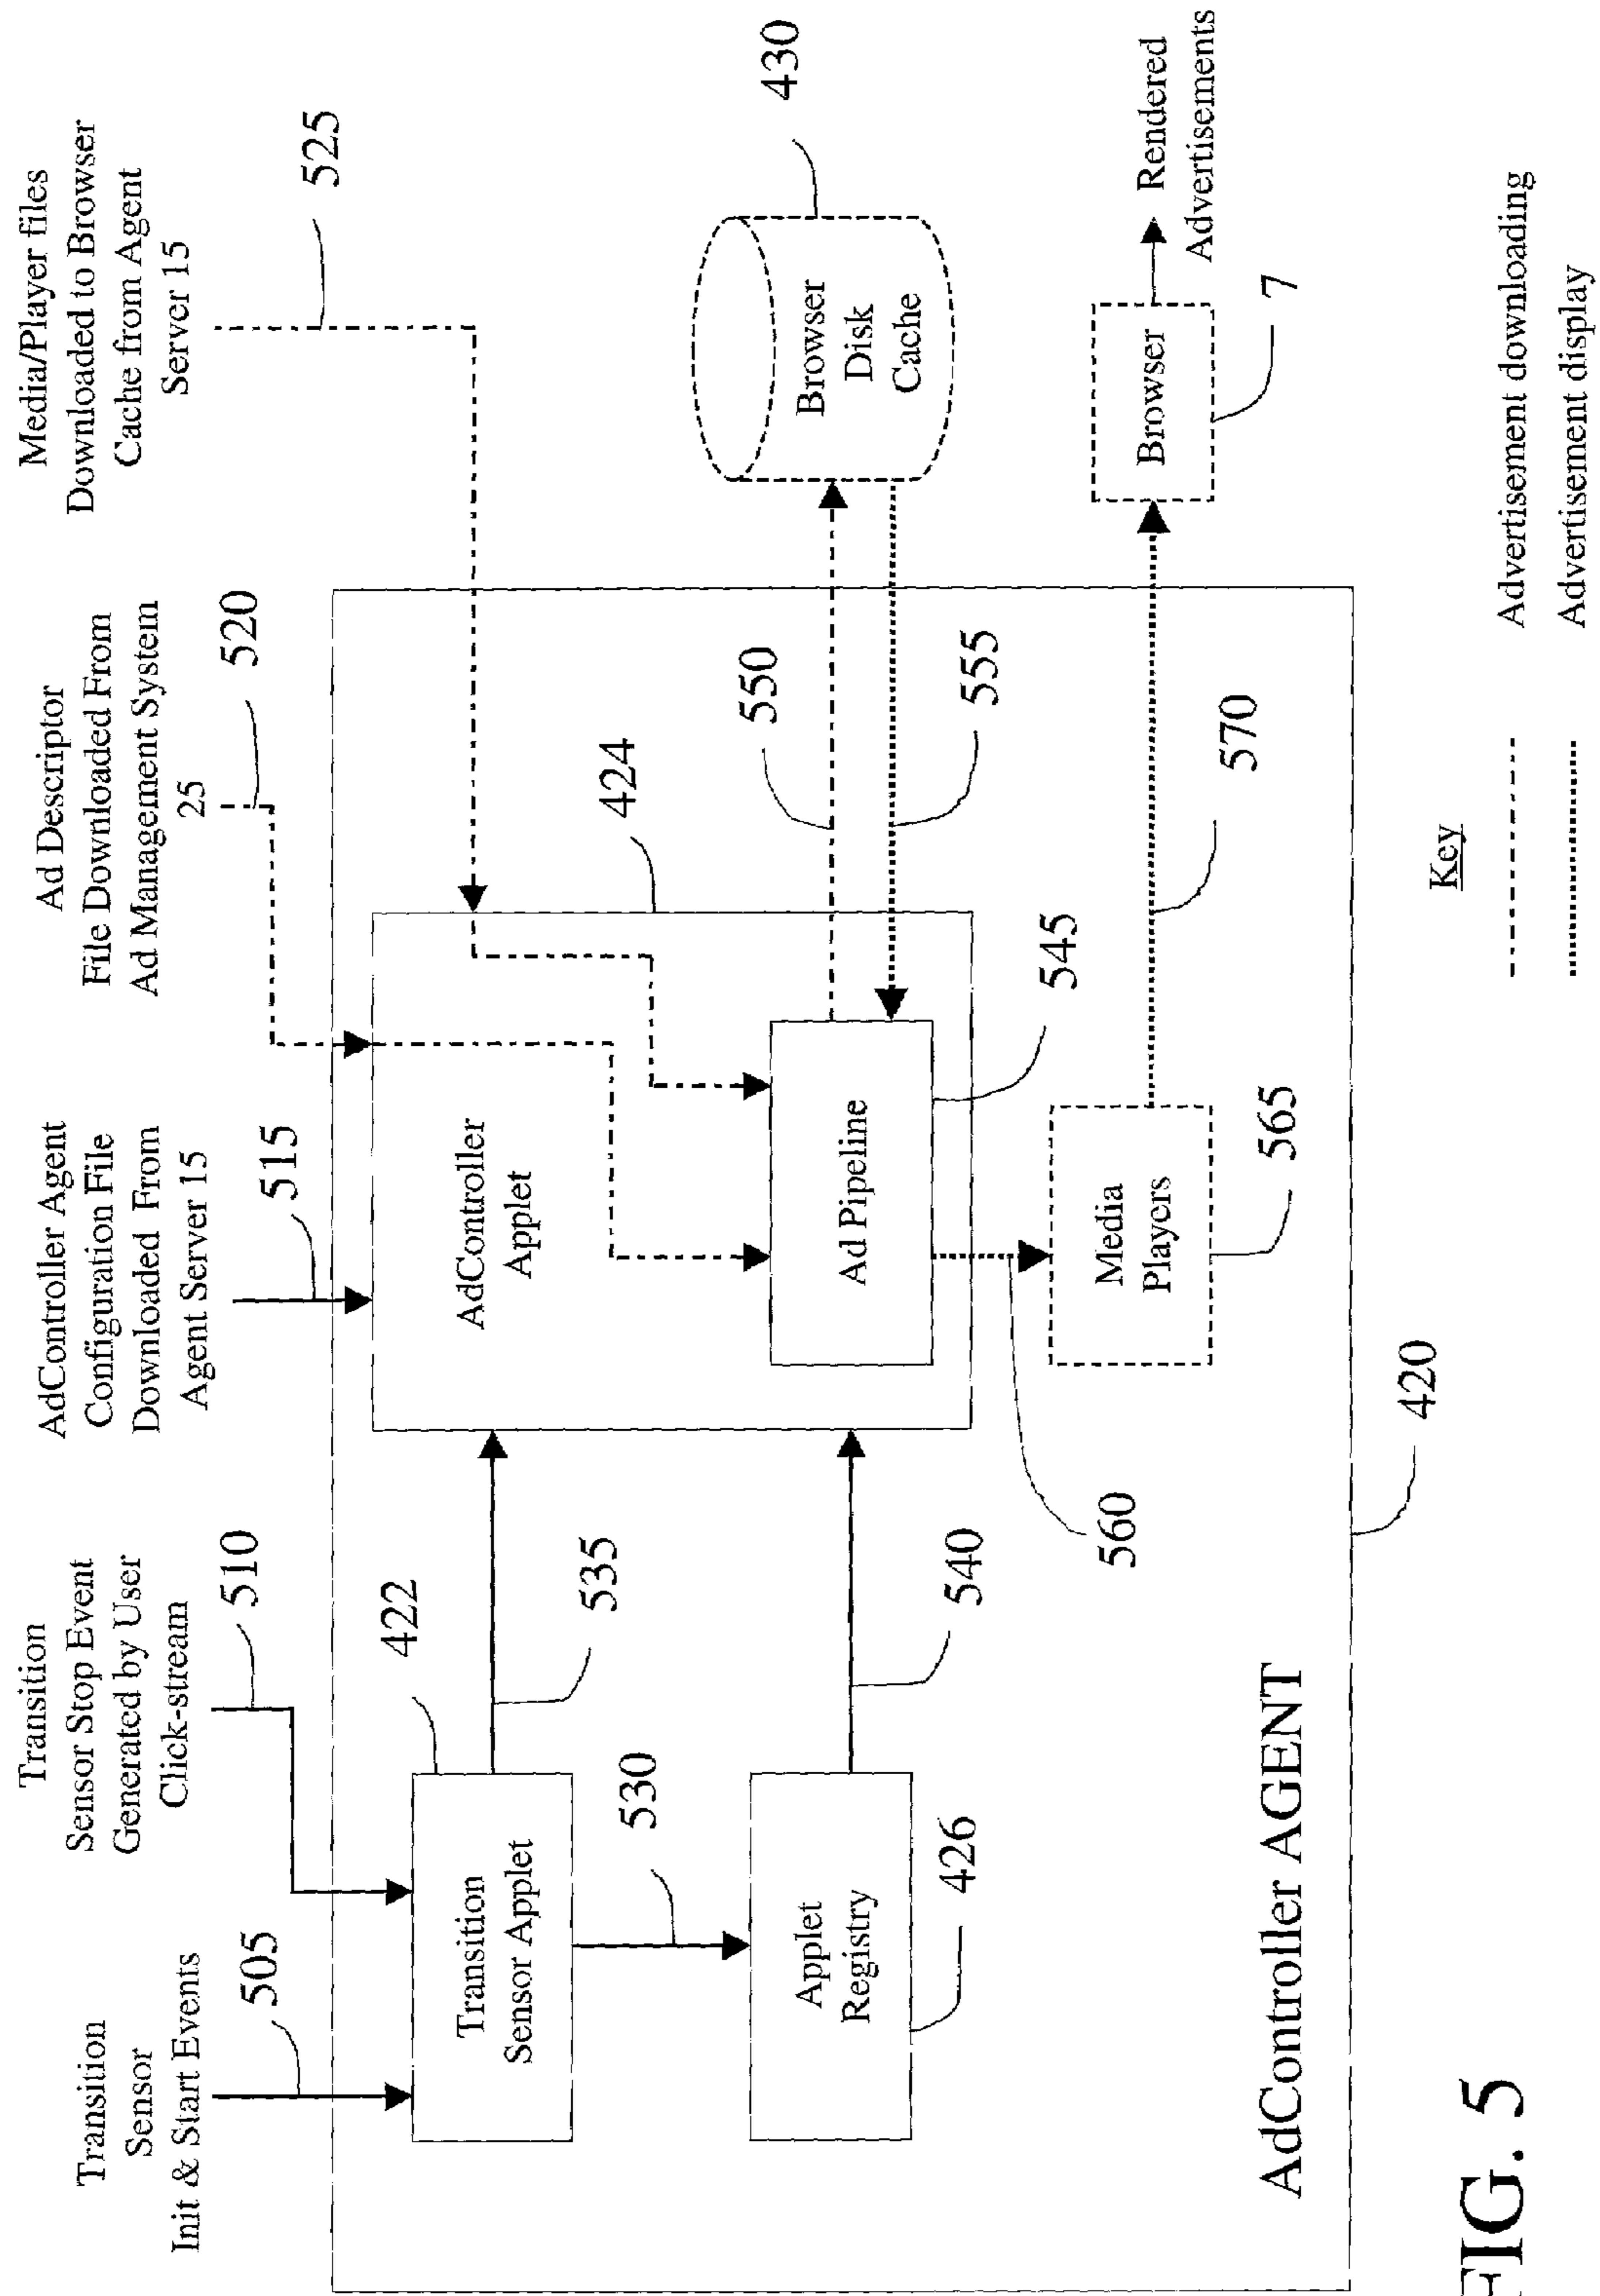 Transition
Sensor
Init & Start Events
505
Transition
Sensor Stop Event
Generated by User
Click-stream
510
AdController Agent
Configuration File
Downloaded From
Agent Server 15
515
Ad Descriptor
File Downloaded From
Ad Management System
25
520
Media/Player files
Downloaded to Browser
Cache from Agent
Server 15
525
422
Transition
Sensor Applet
535
530
Applet
Registry
426
540
AdController
Applet
424
Ad Pipeline
545
550
555
Browser
Disk
Cache
430
560
Media
Players
565
570
Browser
7
Rendered
Advertisements
AdController AGENT
420
Key
Advertisement downloading
Advertisement display
FIG. 5